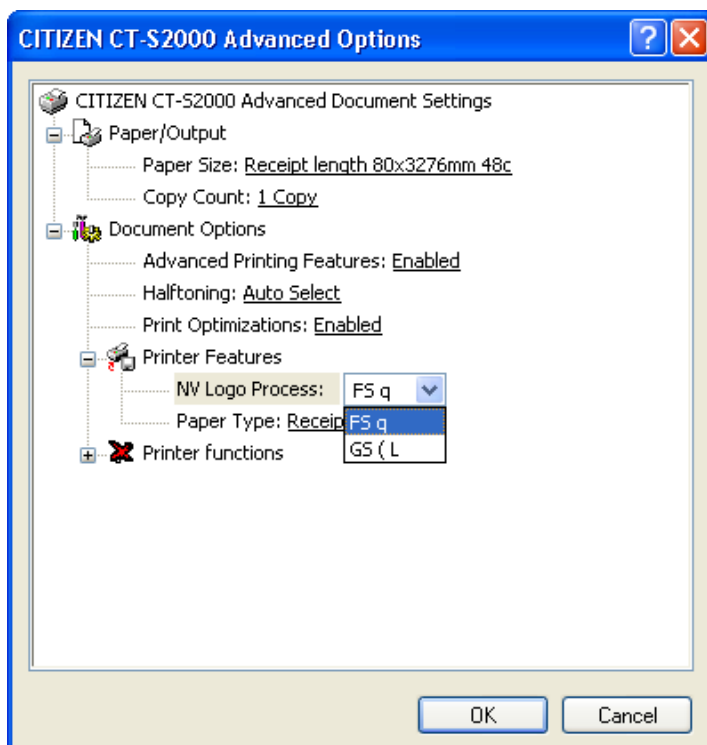 CITIZEN CT-S2000 Advanced Options
CITIZEN CT-S2000 Advanced Document Settings
Paper/Output
Paper Size: Receipt length 80x3276mm 48c
Copy Count: 1 Copy
Document Options
Advanced Printing Features: Enabled
Halftoning: Auto Select
Print Optimizations: Enabled
Printer Features
NV Logo Process: FS q
Paper Type: Receip
FS q
GS ( L
Printer functions
OK Cancel